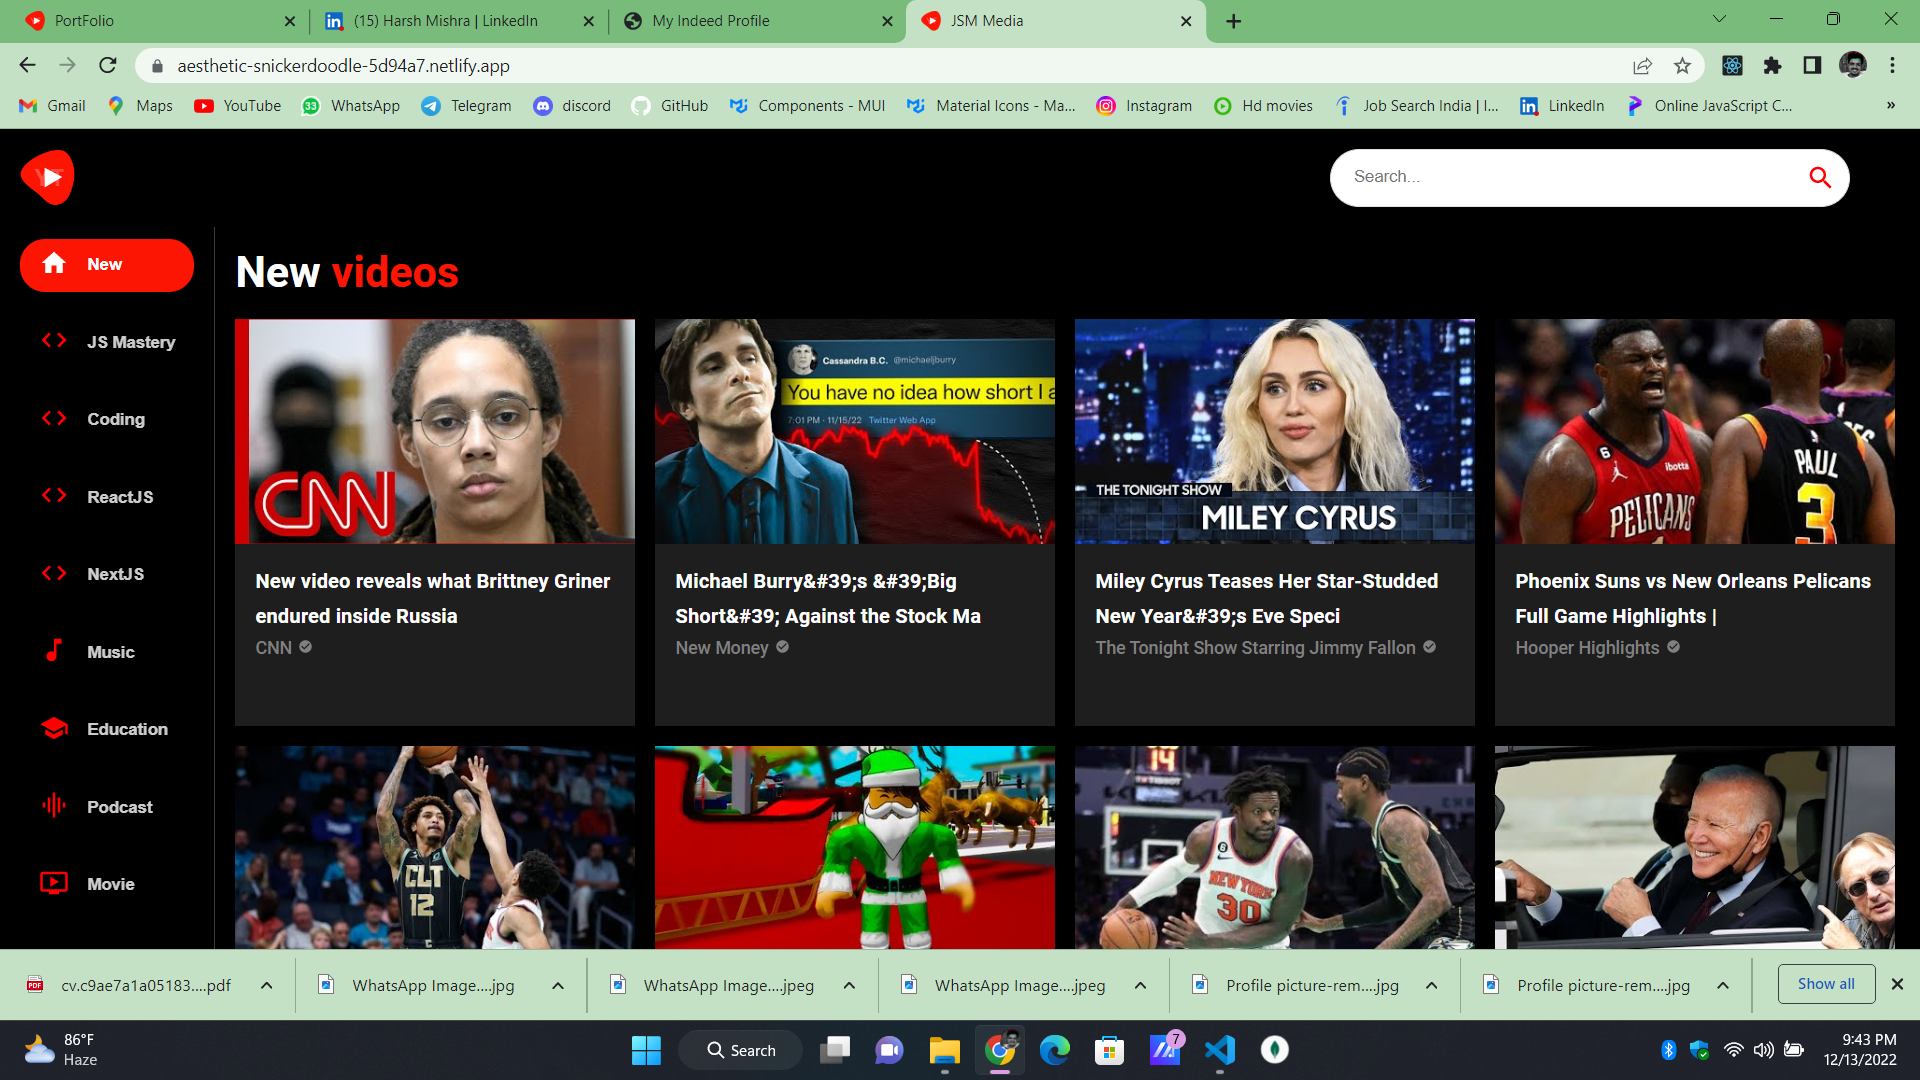 PortFolio
(15) Harsh Mishra | LinkedIn
My Indeed Profile
JSM Media
aesthetic-snickerdoodle-5d94a7.netlify.app
Gmail
Maps
YouTube
33
WhatsApp
Telegram
discord
GitHub
Components - MUI
Material Icons - Ma...
Instagram
Hd movies
Job Search India | I...
LinkedIn
Online JavaScript C...
»
YT
Search...
New
JS Mastery
Coding
ReactJS
NextJS
Music
Education
Podcast
Movie
New videos
CNN
New video reveals what Brittney Griner
endured inside Russia
CNN
Cassandra B.C. @michaeljburry
You have no idea how short I a
7:01 PM · 11/15/22 Twitter Web App
Michael Burry&#39;s &#39;Big
Short&#39; Against the Stock Ma
New Money
THE TONIGHT SHOW
MILEY CYRUS
Miley Cyrus Teases Her Star-Studded
New Year&#39;s Eve Speci
The Tonight Show Starring Jimmy Fallon
6
ibotta
PELICANS
PAUL
3
Phoenix Suns vs New Orleans Pelicans
Full Game Highlights |
Hooper Highlights
CLT
12
14
NEW YORK
30
cv.c9ae7a1a05183....pdf
WhatsApp Image....jpg
WhatsApp Image....jpeg
WhatsApp Image....jpeg
Profile picture-rem....jpg
Profile picture-rem....jpg
Show all
86°F
Haze
Search
7
9:43 PM
12/13/2022